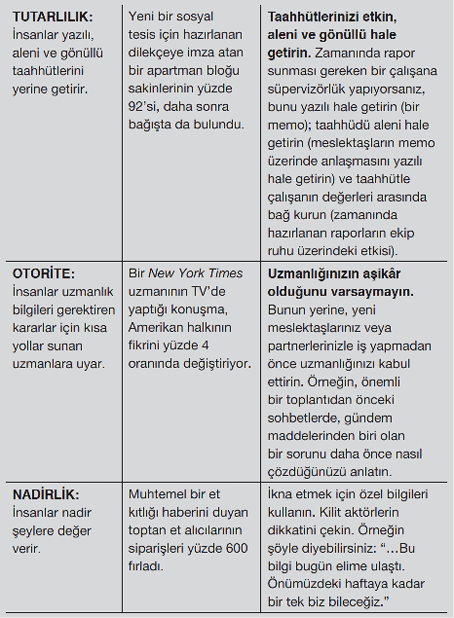 TUTARLILIK:
İnsanlar yazılı,
aleni ve gönüllü
taahhütlerini
yerine getirir.
Yeni bir sosyal
tesis için hazırlanan
dilekçeye imza atan
bir apartman bloğu
sakinlerinin yüzde
92’si, daha sonra
bağışta da bulundu.
Taahhütlerinizi etkin,
aleni ve gönüllü hale
getirin. Zamanında rapor
sunması gereken bir çalışana
süpervizörlük yapıyorsanız,
bunu yazılı hale getirin (bir
memo); taahhüdü aleni hale
getirin (meslektaşların memo
üzerinde anlaşmasını yazılı
hale getirin) ve taahhütle
çalışanın değerleri arasında
bağ kurun (zamanında
hazırlanan raporların ekip
ruhu üzerindeki etkisi).
OTORİTE:
İnsanlar uzmanlık
bilgileri gerektiren
kararlar için kısa
yollar sunan
uzmanlara uyar.
Bir New York Times
uzmanının TV’de
yaptığı konuşma,
Amerikan halkının
fikrini yüzde 4
oranında değiştiriyor.
Uzmanlığınızın aşikâr
olduğunu varsaymayın.
Bunun yerine, yeni
meslektaşlarınız veya
partnerlerinizle iş yapmadan
önce uzmanlığınızı kabul
ettirin. Örneğin, önemli
bir toplantıdan önceki
sohbetlerde, gündem
maddelerinden biri olan
bir sorunu daha önce nasıl
çözdüğünüzü anlatın.
NADİRLİK:
İnsanlar nadir
şeylere değer
verir.
Muhtemel bir et
kıtlığı haberini duyan
toptan et alıcılarının
siparişleri yüzde 600
fırladı.
İkna etmek için özel bilgileri
kullanın. Kilit aktörlerin
dikkatini çekin. Örneğin
şöyle diyebilirsiniz: “…Bu
bilgi bugün elime ulaştı.
Önümüzdeki haftaya kadar
bir tek biz bileceğiz.”